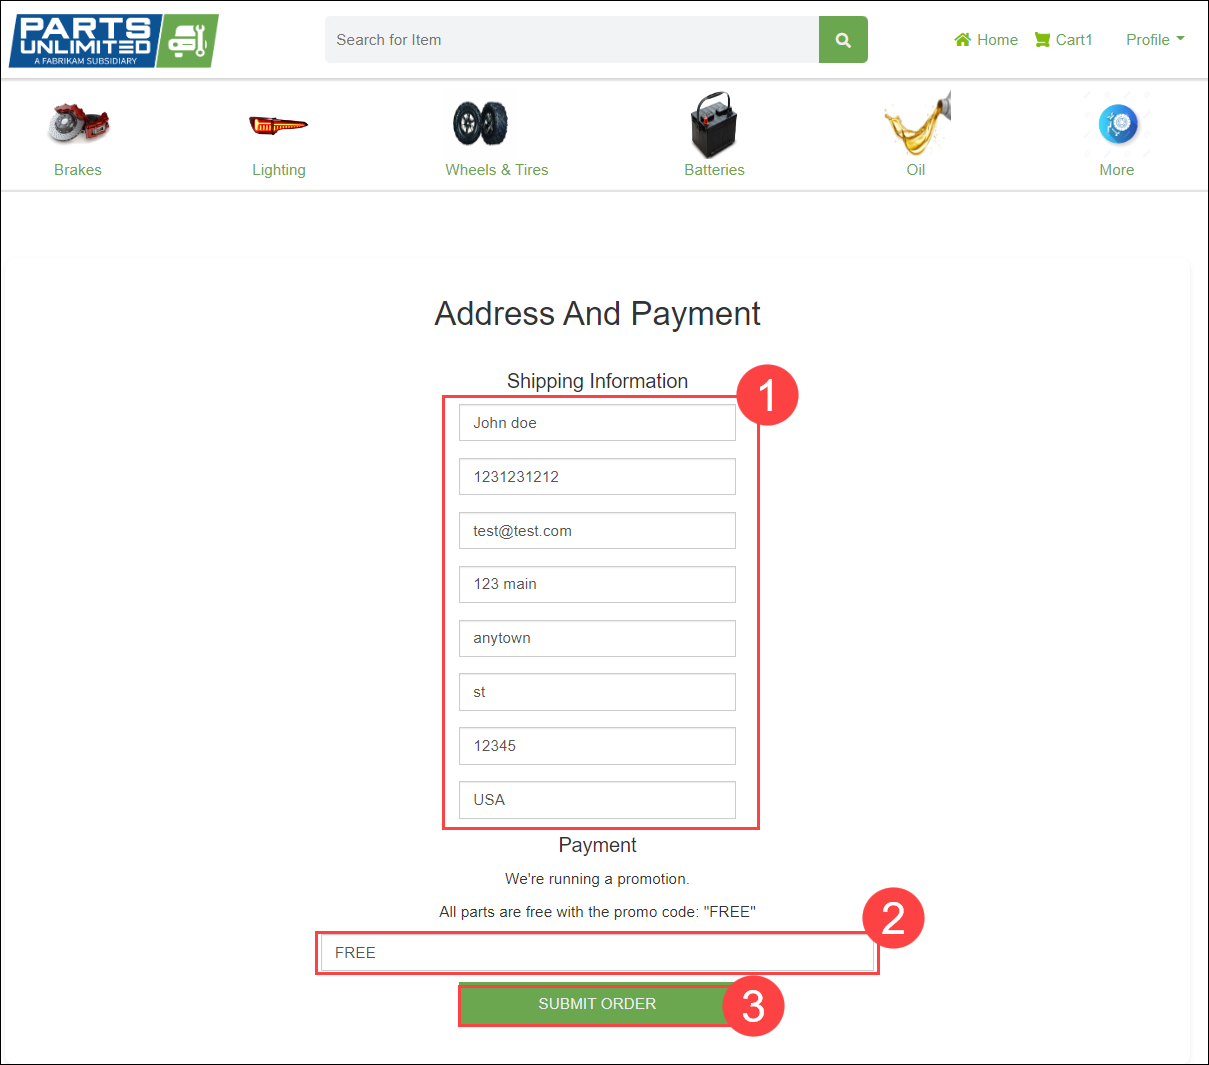 PARTS
UNLIMITED
A FABRIKAM SUBSIDIARY
Search for Item
Home
Cart1
Profile
Brakes
Lighting
Wheels & Tires
Batteries
Oil
More
Address And Payment
Shipping Information
1
John doe
1231231212
test@test.com
123 main
anytown
st
12345
USA
Payment
We're running a promotion.
All parts are free with the promo code: "FREE"
2
FREE
SUBMIT ORDER
3